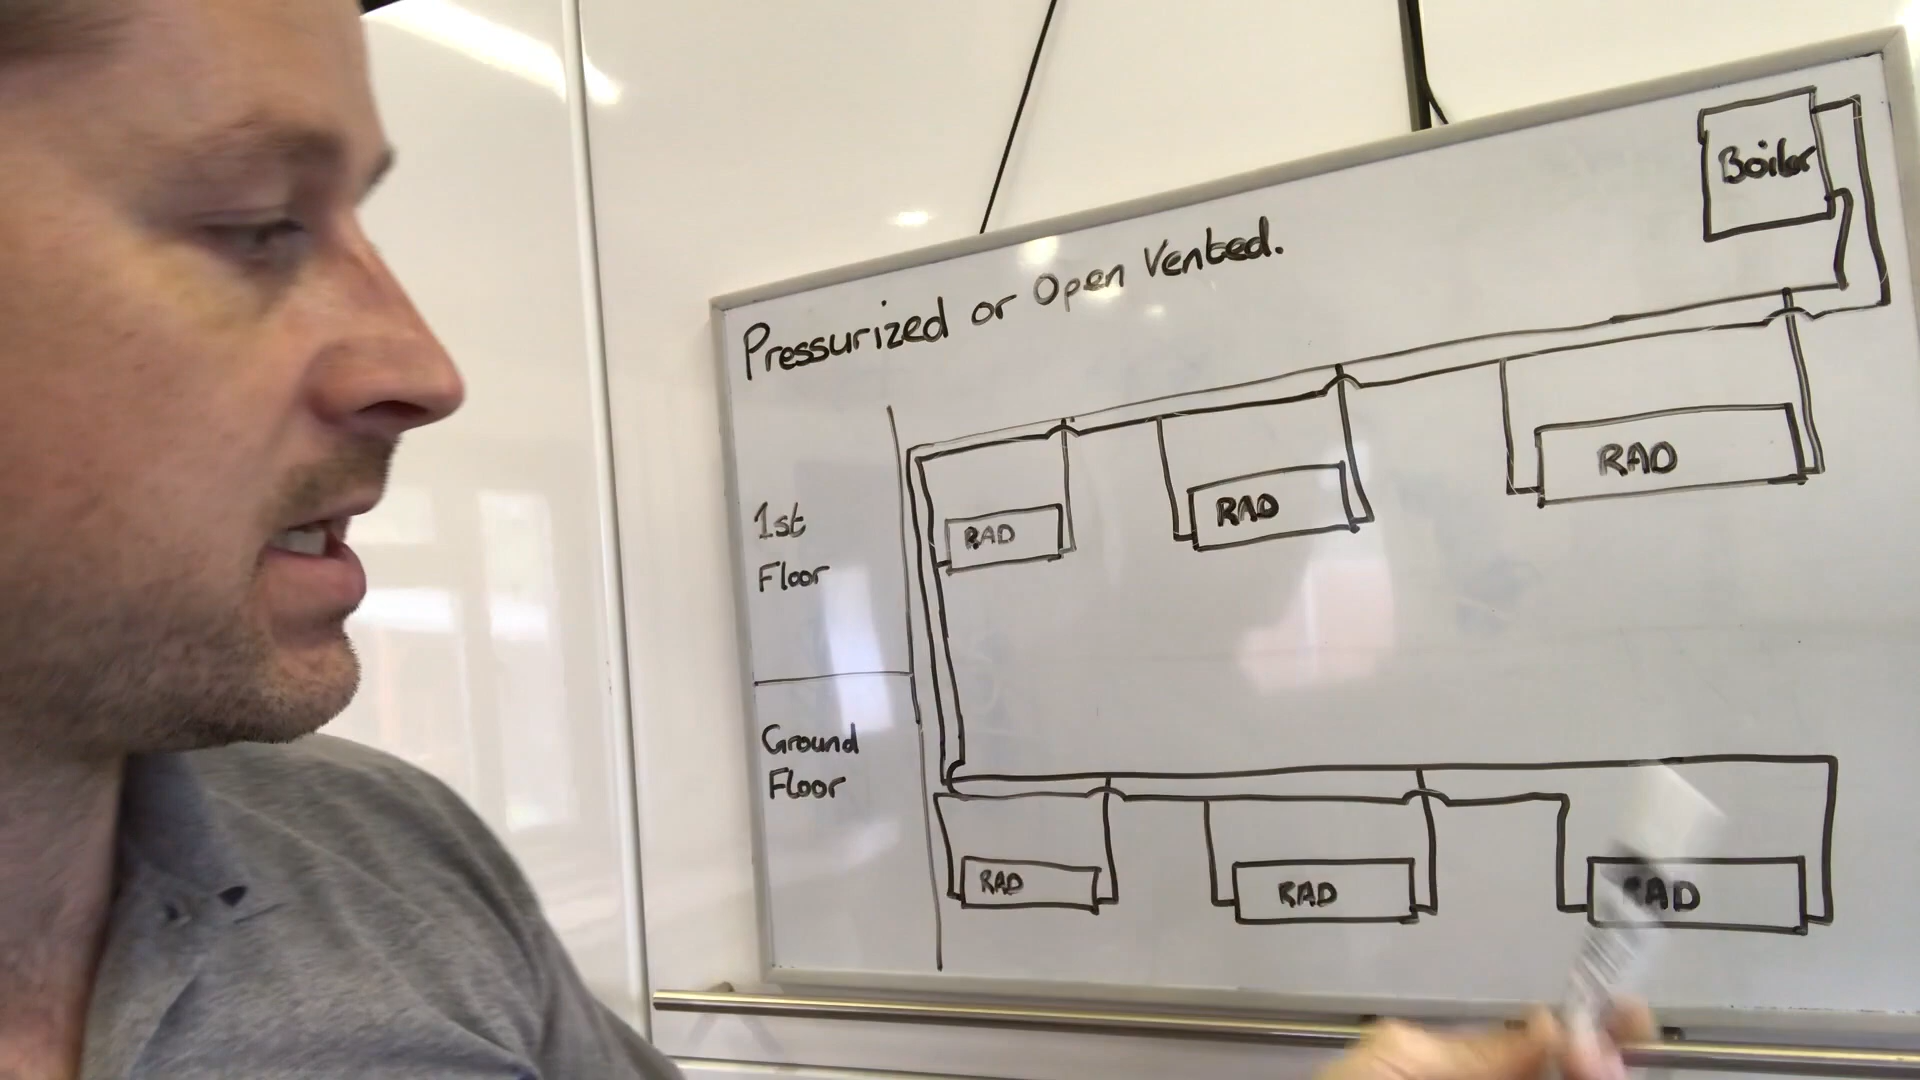 Pressurized or Open Vented.
Boiler
1st
Floor
RAD
RAD
RAD
Ground
Floor
RAD
RAD
RAD